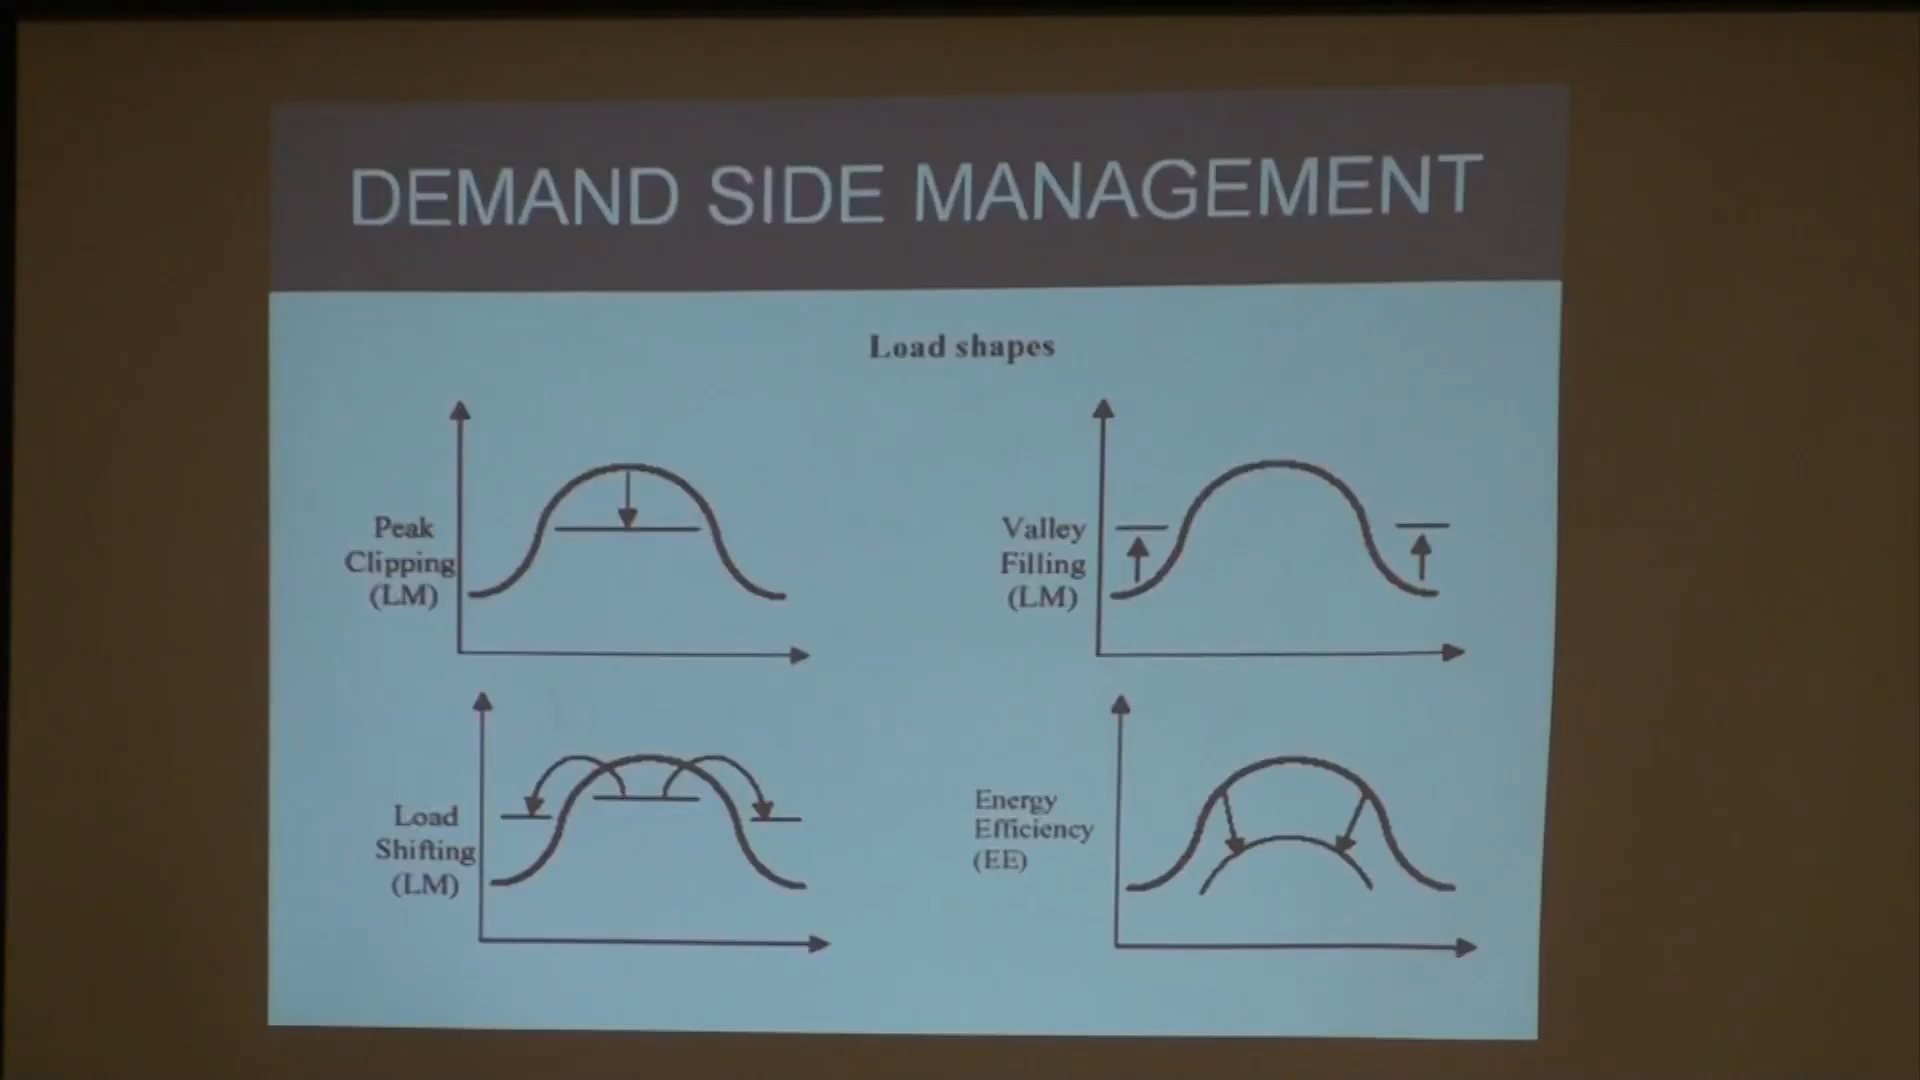 DEMAND SIDE MANAGEMENT
Load shapes
Peak
Clipping
(LM)
Valley
Filling
(LM)
Load
Shifting
(LM)
Energy
Efficiency
(EE)